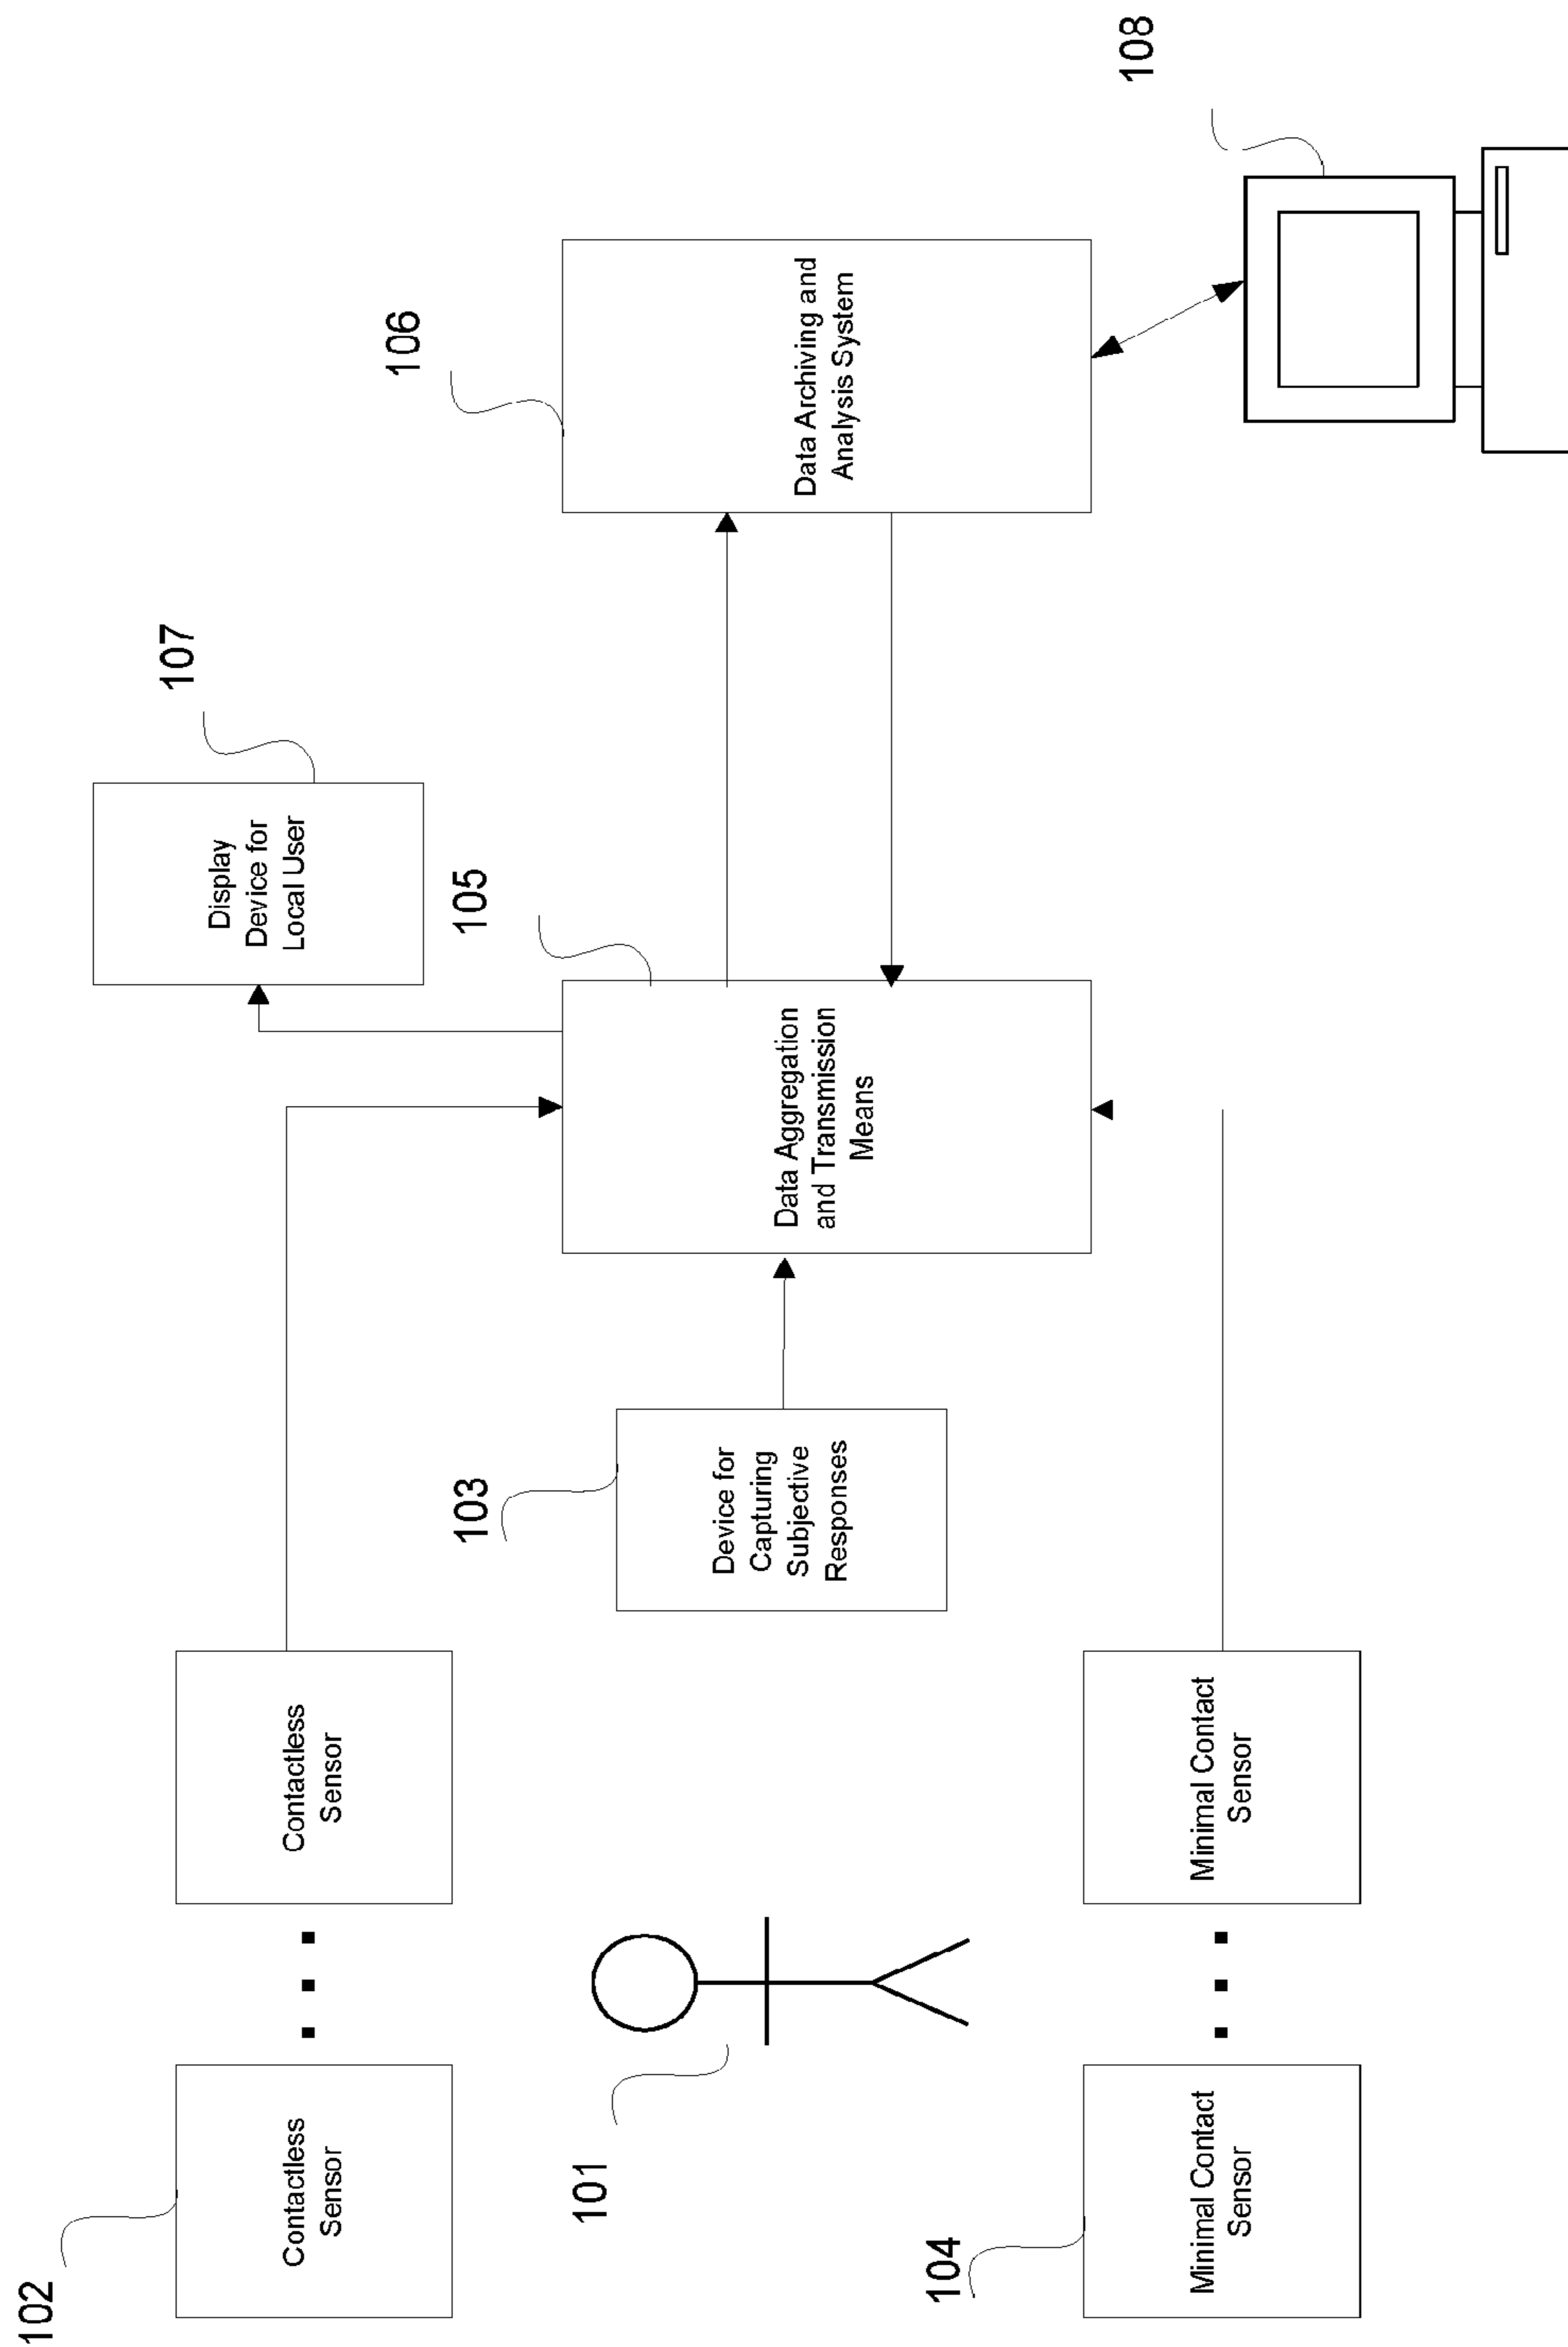 102
Contactless
Sensor
Contactless
Sensor
107
Display
Device for
Local User
106
Data Archiving and
Analysis System
105
Data Aggregation
and Transmission
Means
103
Device for
Capturing
Subjective
Responses
101
104
Minimal Contact
Sensor
Minimal Contact
Sensor
108